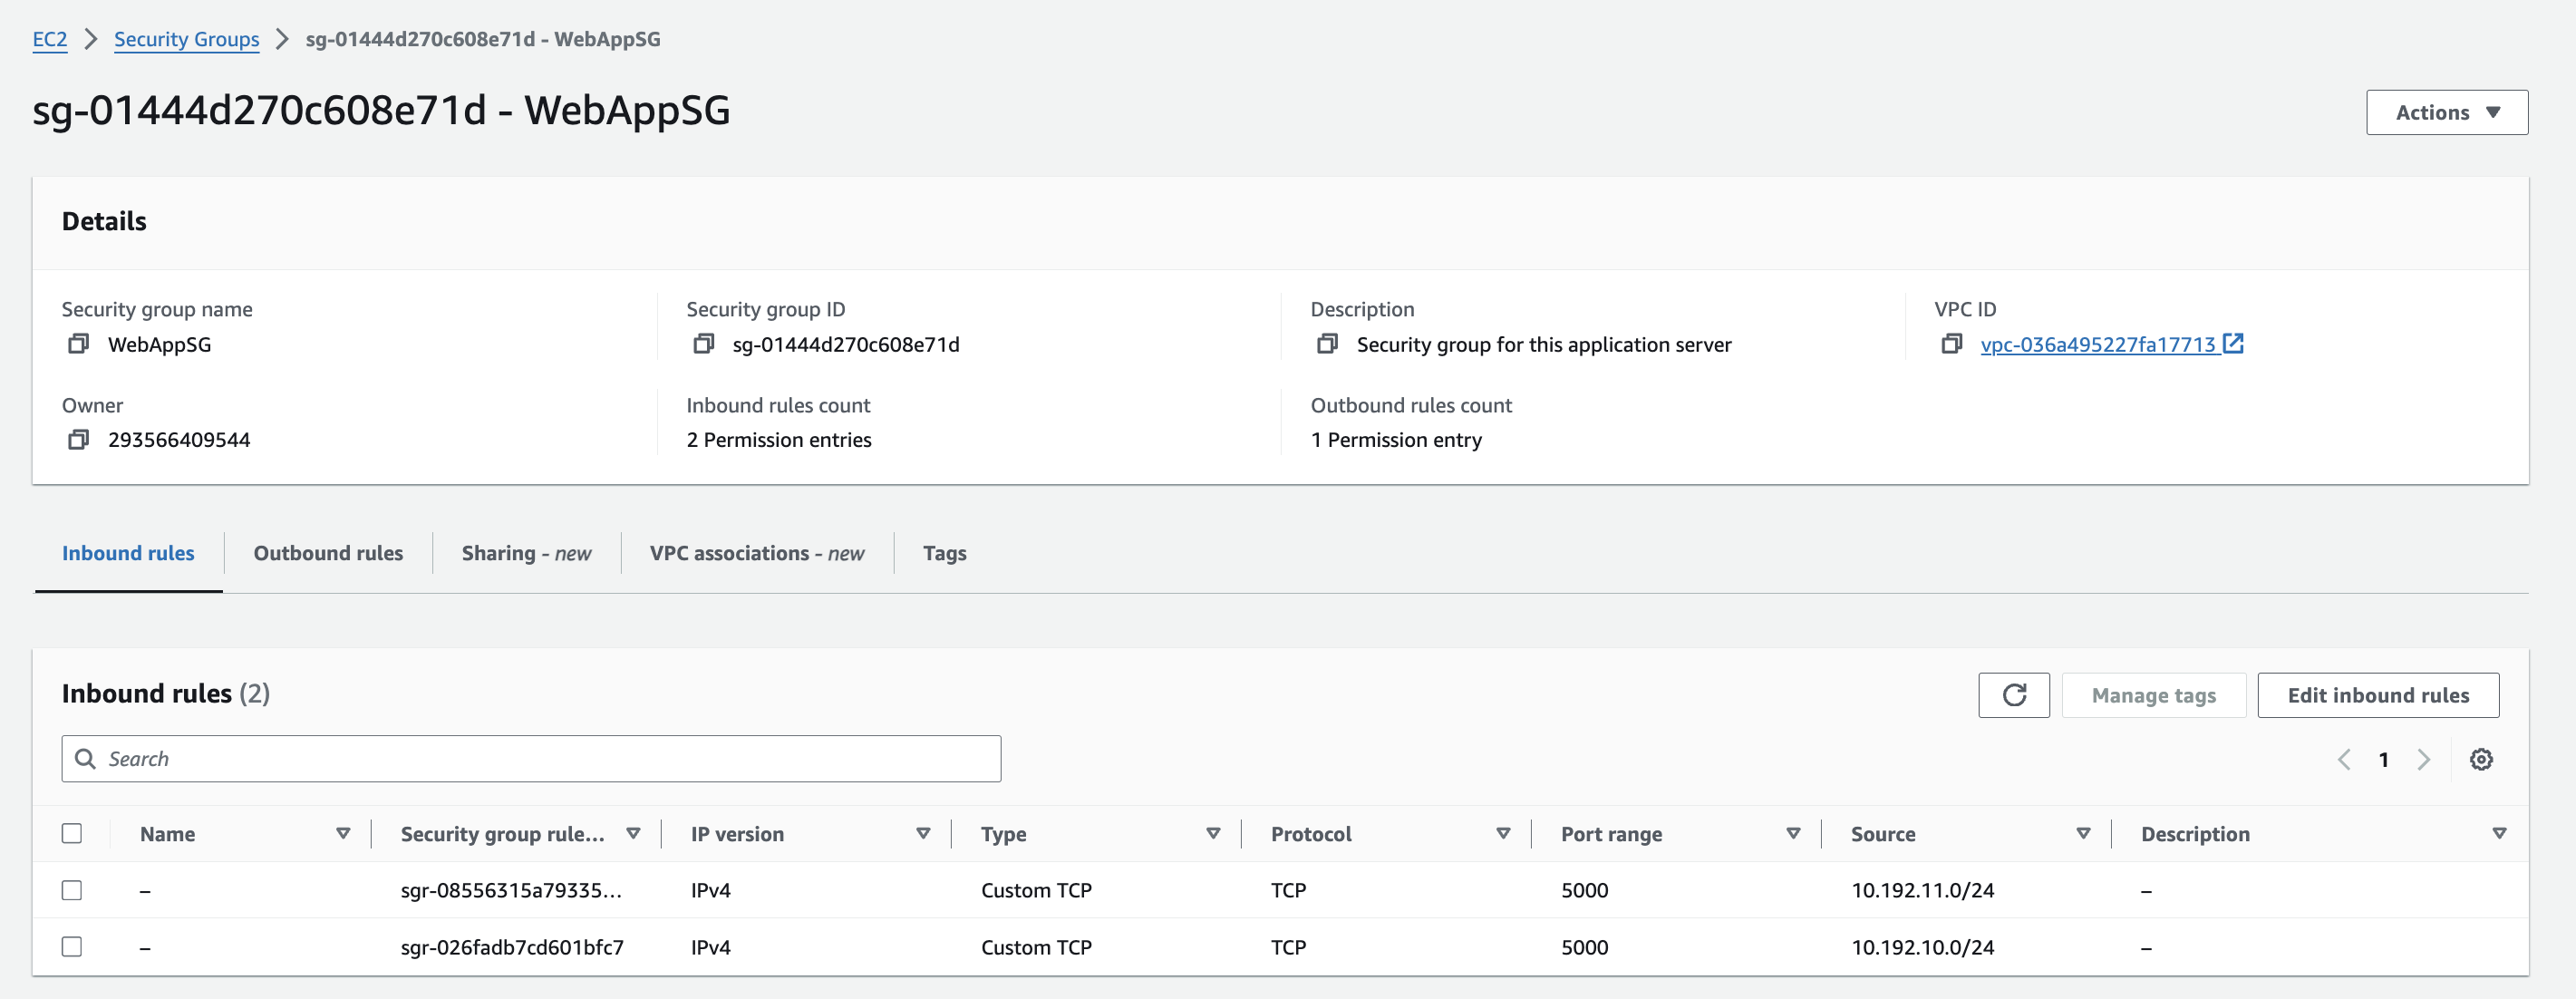 EC2 > Security Groups > sg-01444d270c608e71d - WebAppSG
sg-01444d270c608e71d - WebAppSG
Actions
Details
Security group name Security group ID Description VPC ID
WebAppSG sg-01444d270c608e71d Security group for this application server vpc-036a495227fa17713
Owner Inbound rules count Outbound rules count
293566409544 2 Permission entries 1 Permission entry
Inbound rules Outbound rules Sharing - new VPC associations - new Tags
Inbound rules (2) Manage tags Edit inbound rules
Search 1
Name Security group rule... IP version Type Protocol Port range Source Description
– sgr-08556315a79335... IPv4 Custom TCP TCP 5000 10.192.11.0/24 –
– sgr-026fadb7cd601bfc7 IPv4 Custom TCP TCP 5000 10.192.10.0/24 –